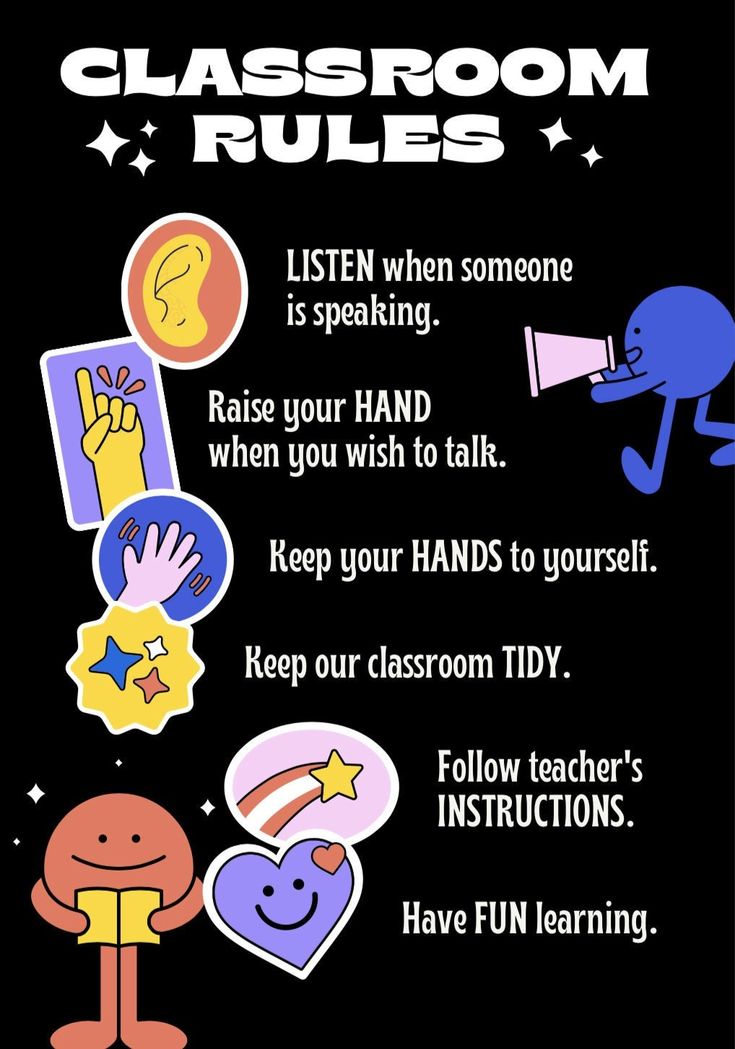 CLASSROOM
RULES
LISTEN when someone
is speaking.
Raise your HAND
when you wish to talk.
Keep your HANDS to yourself.
Keep our classroom TIDY.
Follow teacher's
INSTRUCTIONS.
Have FUN learning.